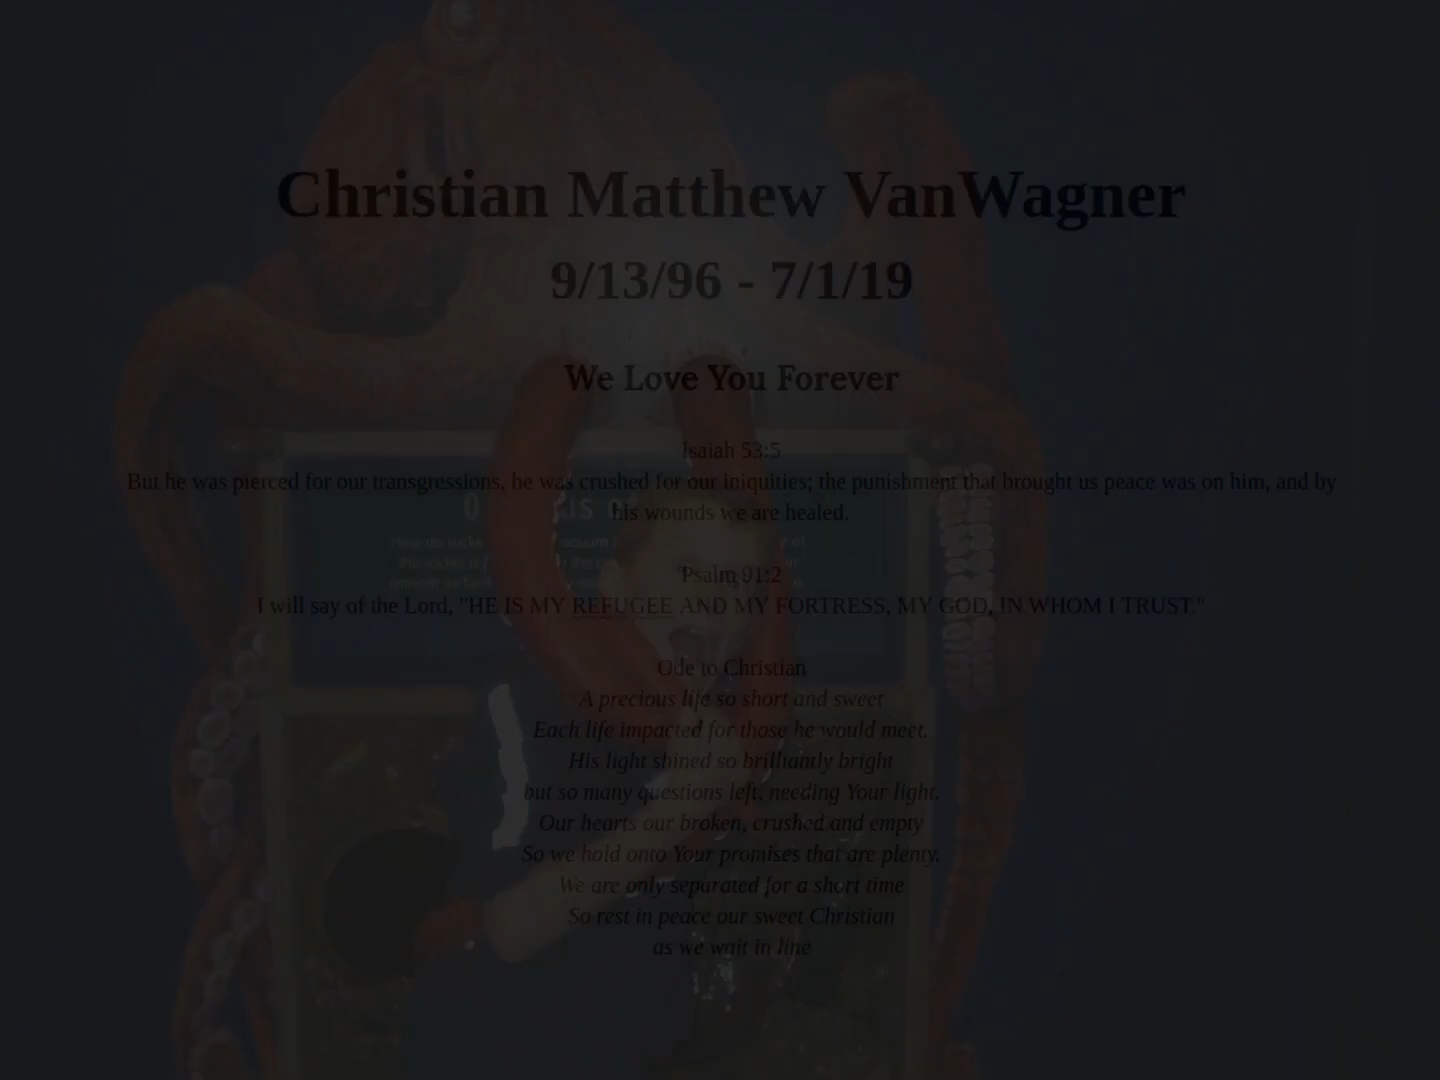 Christian Matthew VanWagner
9/13/96 - 7/1/19
We Love You Forever
Isaiah 53:5
But he was pierced for our transgressions, he was crushed for our iniquities; the punishment that brought us peace was on him, and by
his wounds we are healed.
Psalm 91:2
I will say of the Lord, "HE IS MY REFUGEE AND MY FORTRESS, MY GOD, IN WHOM I TRUST."
Ode to Christian
A precious life so short and sweet
Each life impacted for those he would meet.
His light shined so brilliantly bright
but so many questions left, needing Your light.
Our hearts our broken, crushed and empty
So we hold onto Your promises that are plenty.
We are only separated for a short time
So rest in peace our sweet Christian
as we wait in line